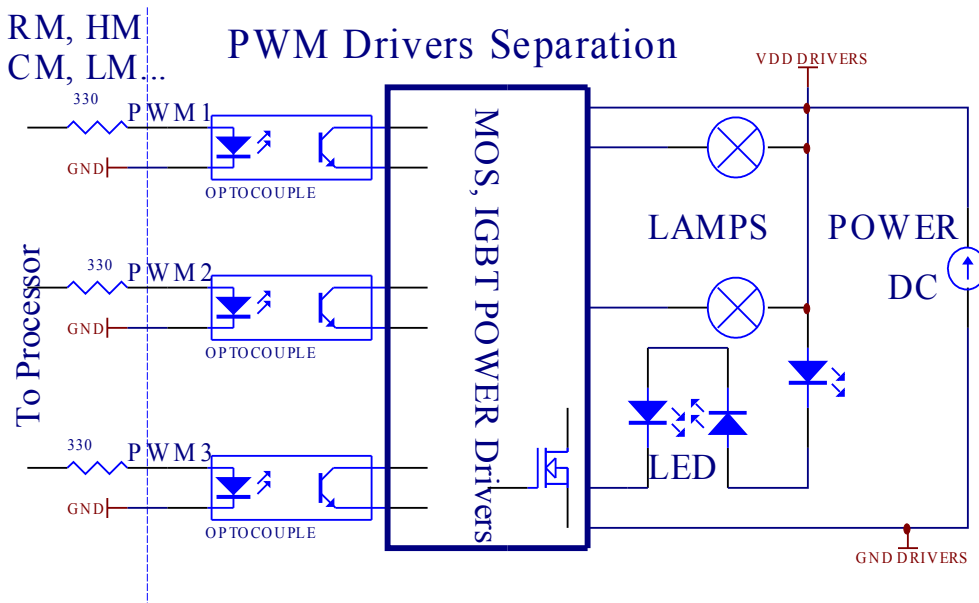 RM, HM
CM, LM...
PWM Drivers Separation
VDD DRIVERS
330
PWM1
GND
OPTOCOUPLE
MOS, IGBT POWER Drivers
LAMPS
POWER
DC
To Processor
330
PWM2
GND
OPTOCOUPLE
330
PWM3
GND
OPTOCOUPLE
LED
GND DRIVERS